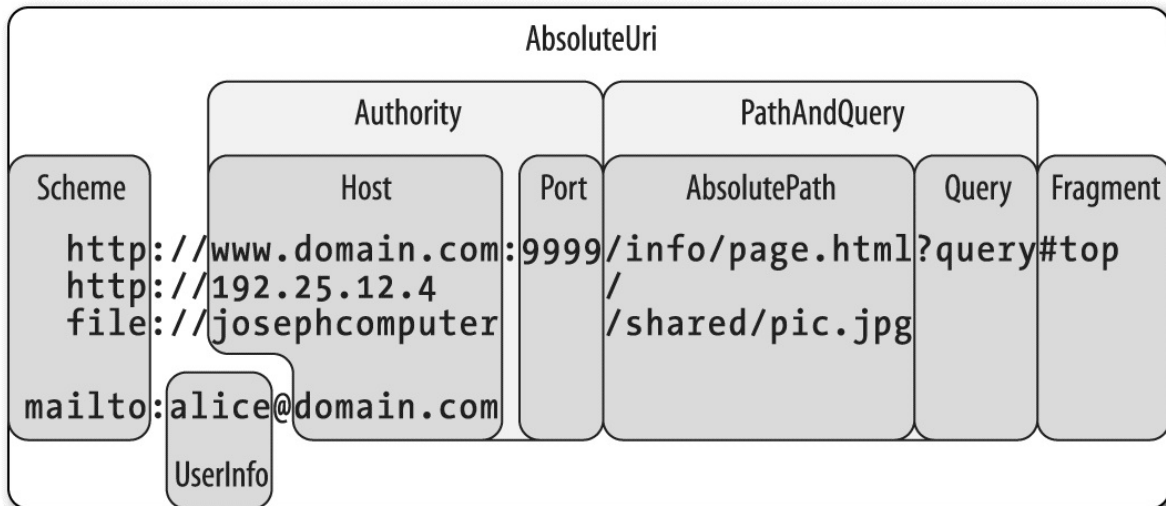 AbsoluteUri
Authority PathAndQuery
Scheme Host Port AbsolutePath Query Fragment
http://www.domain.com:9999/info/page.html?query#top
http://192.25.12.4 /
file://josephcomputer /shared/pic.jpg
mailto:alice@domain.com
UserInfo